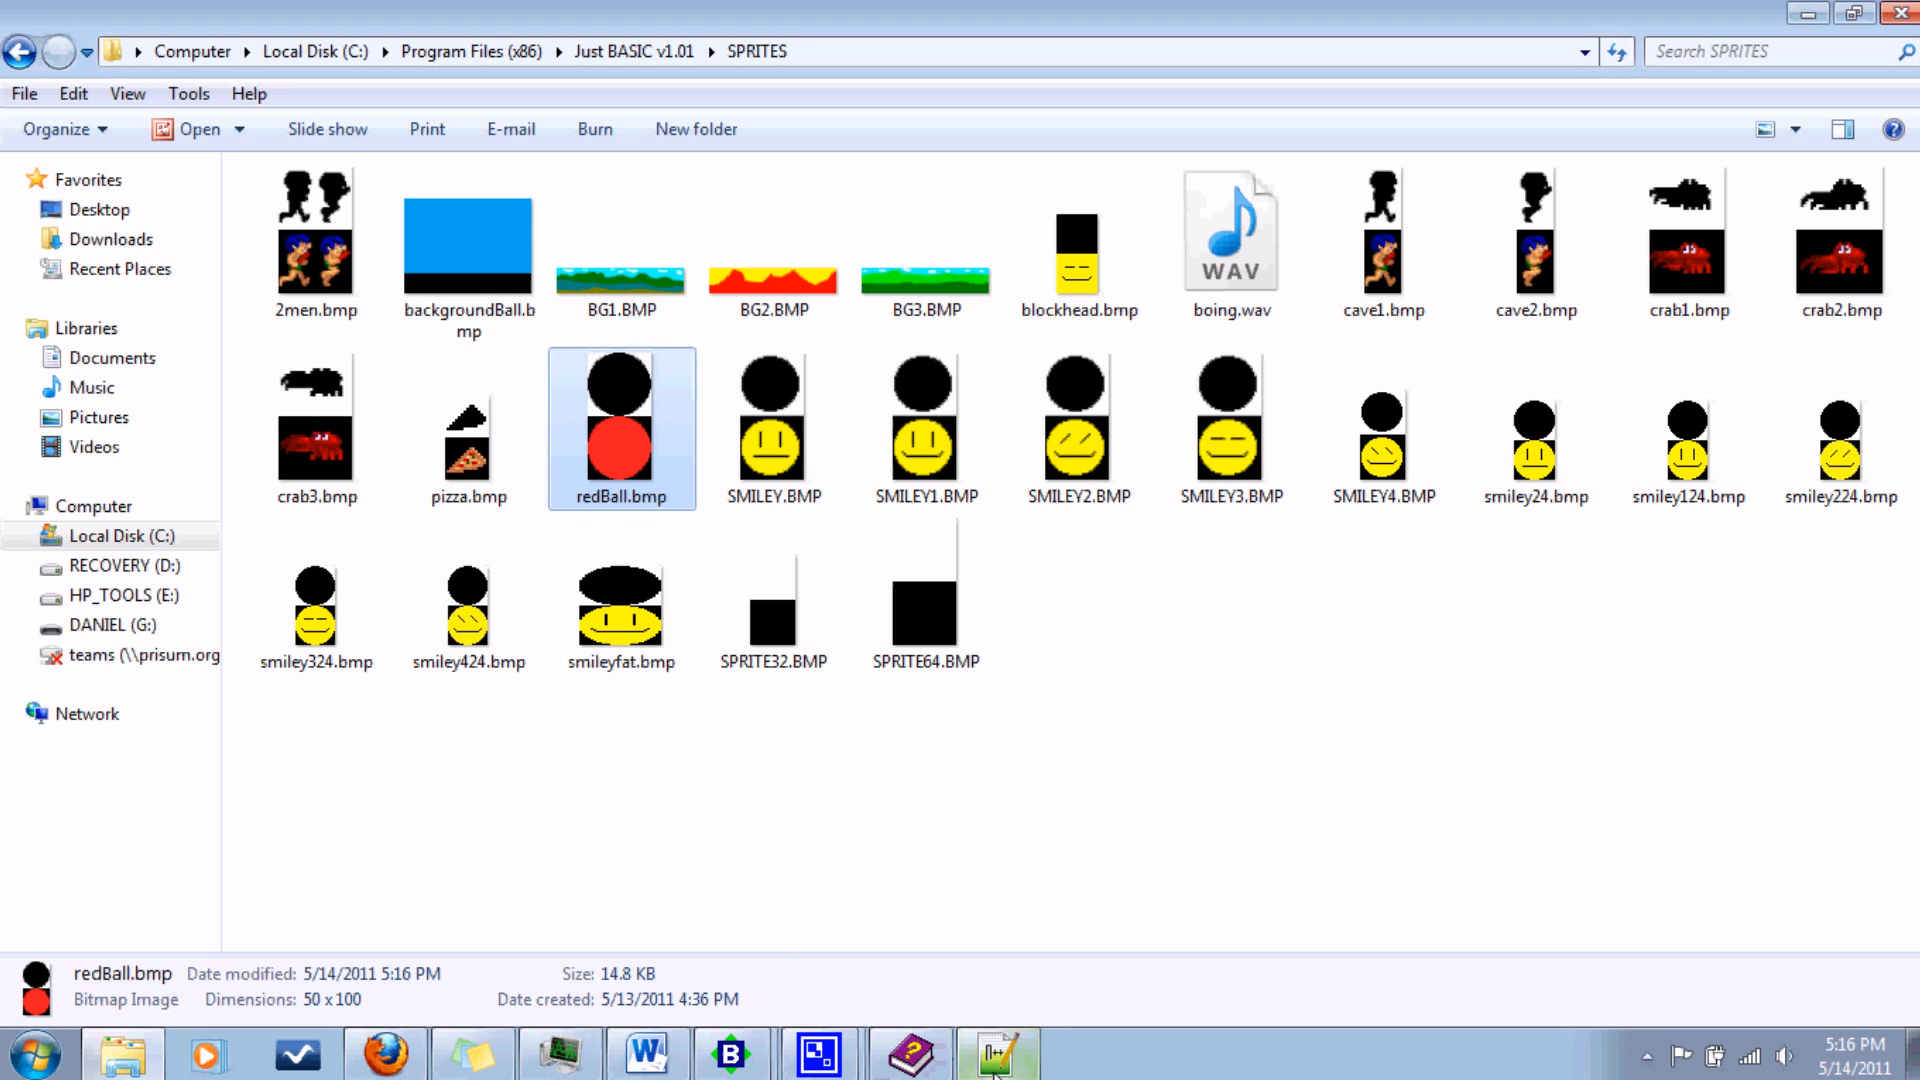 Computer Local Disk (C:) Program Files (x86) Just BASIC v1.01 SPRITES
Search SPRITES
File Edit View Tools Help
Organize Open Slide show Print E-mail Burn New folder
Favorites
Desktop
Downloads
Recent Places
Libraries
Documents
Music
Pictures
Videos
Computer
Local Disk (C:)
RECOVERY (D:)
HP_TOOLS (E:)
DANIEL (G:)
teams (\\prisum.org
Network
WAV
2men.bmp backgroundBall.b BG1.BMP BG2.BMP BG3.BMP blockhead.bmp boing.wav cave1.bmp cave2.bmp crab1.bmp crab2.bmp
mp
crab3.bmp pizza.bmp redBall.bmp SMILEY.BMP SMILEY1.BMP SMILEY2.BMP SMILEY3.BMP SMILEY4.BMP smiley24.bmp smiley124.bmp smiley224.bmp
smiley324.bmp smiley424.bmp smileyfat.bmp SPRITE32.BMP SPRITE64.BMP
redBall.bmp Date modified: 5/14/2011 5:16 PM Size: 14.8 KB
Bitmap Image Dimensions: 50 x 100 Date created: 5/13/2011 4:36 PM
W
B
5:16 PM
5/14/2011